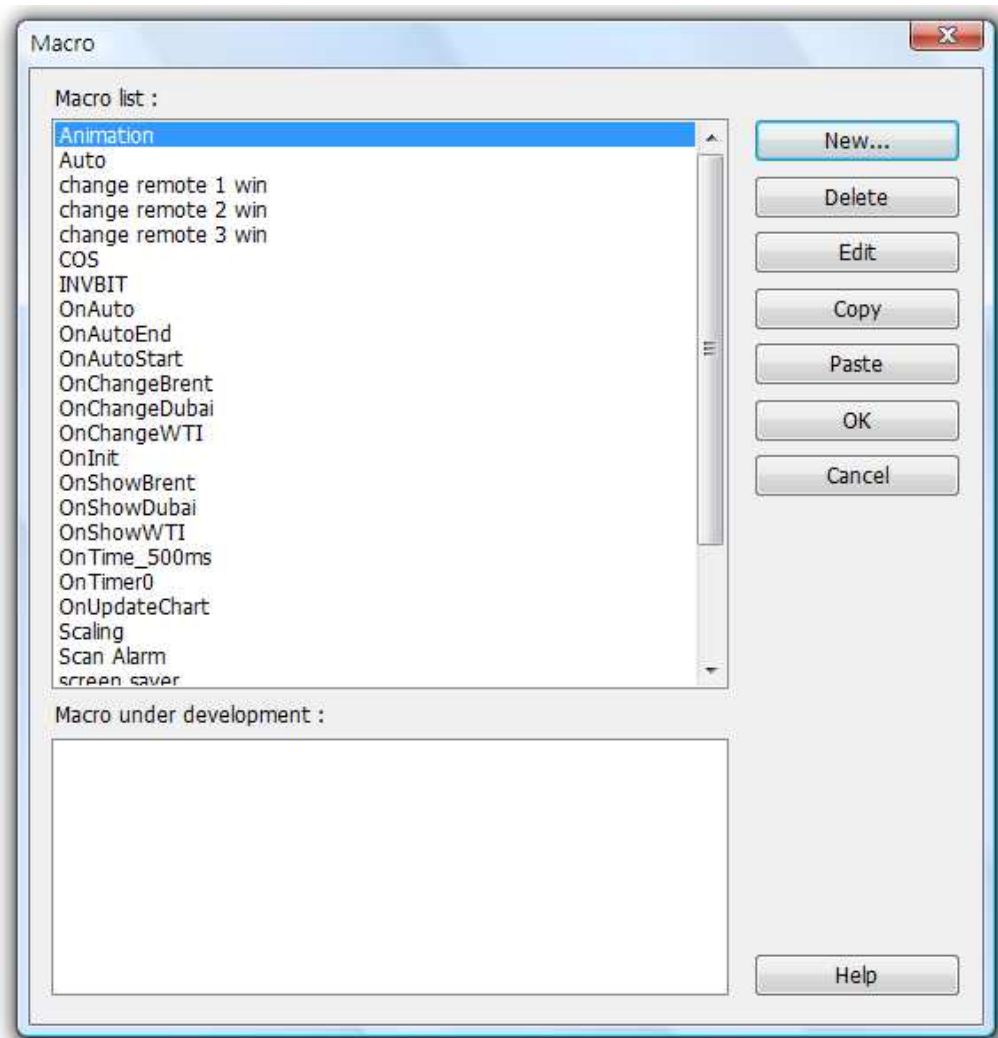 Macro
Macro list :
Animation
Auto
change remote 1 win
change remote 2 win
change remote 3 win
COS
INVBIT
OnAuto
OnAutoEnd
OnAutoStart
OnChangeBrent
OnChangeDubai
OnChangeWTI
OnInit
OnShowBrent
OnShowDubai
OnShowWTI
OnTime_500ms
OnTimer0
OnUpdateChart
Scaling
Scan Alarm
screen saver
New...
Delete
Edit
Copy
Paste
OK
Cancel
Macro under development :
Help